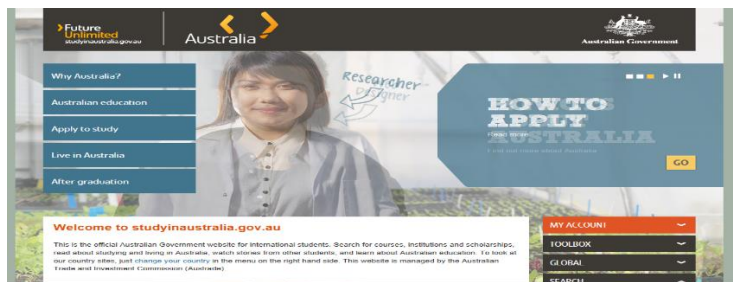 Future
Unlimited
studyinaustralia.gov.au
Australia
Australian Government
Why Australia?
Australian education
Apply to study
Live in Australia
After graduation
Researcher
Designer
HOW TO
APPLY
Read more
AUSTRALIA
GO
Welcome to studyinaustralia.gov.au
This is the official Australian Government website for international students. Search for courses, institutions and scholarships,
read about studying and living in Australia, watch stories from other students, and learn about Australian education. To look at
our country sites, just change your country in the menu on the right hand side. This website is managed by the Australian
Trade and Investment Commission (Austrade)
MY ACCOUNT
TOOLBOX
GLOBAL
SEARCH